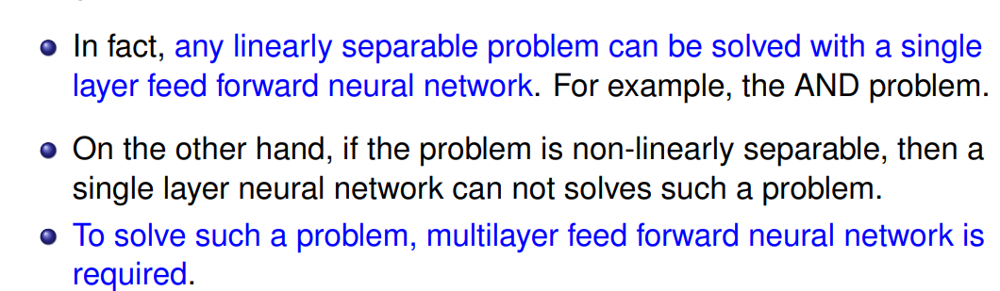 In fact, any linearly separable problem can be solved with a single
layer feed forward neural network. For example, the AND problem.
On the other hand, if the problem is non-linearly separable, then a
single layer neural network can not solves such a problem.
To solve such a problem, multilayer feed forward neural network is
required.